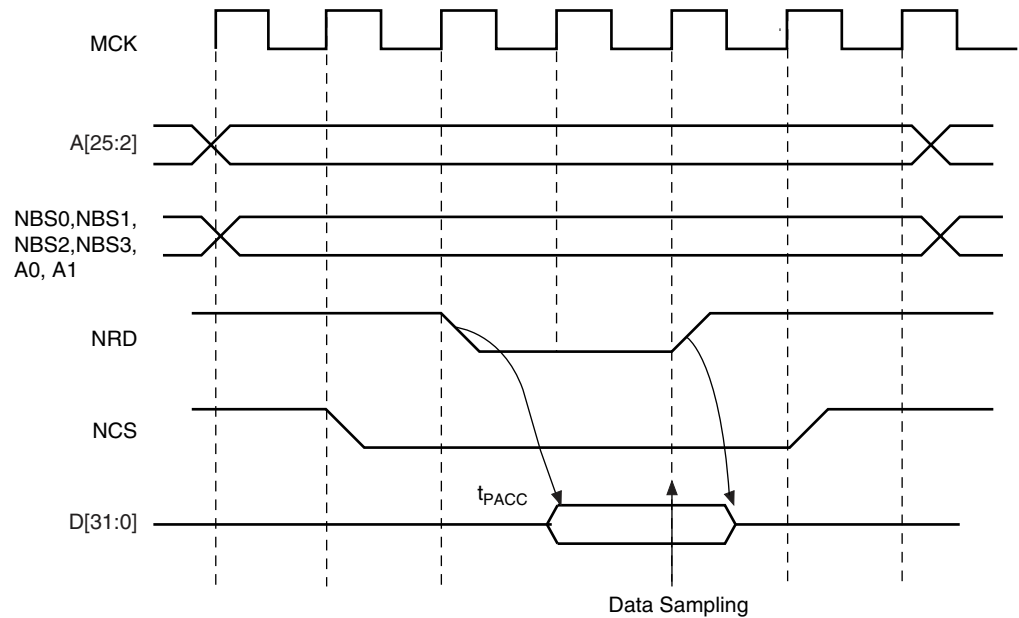 MCK
A[25:2]
NBS0,NBS1,
NBS2,NBS3,
A0, A1
NRD
NCS
tPACC
D[31:0]
Data Sampling